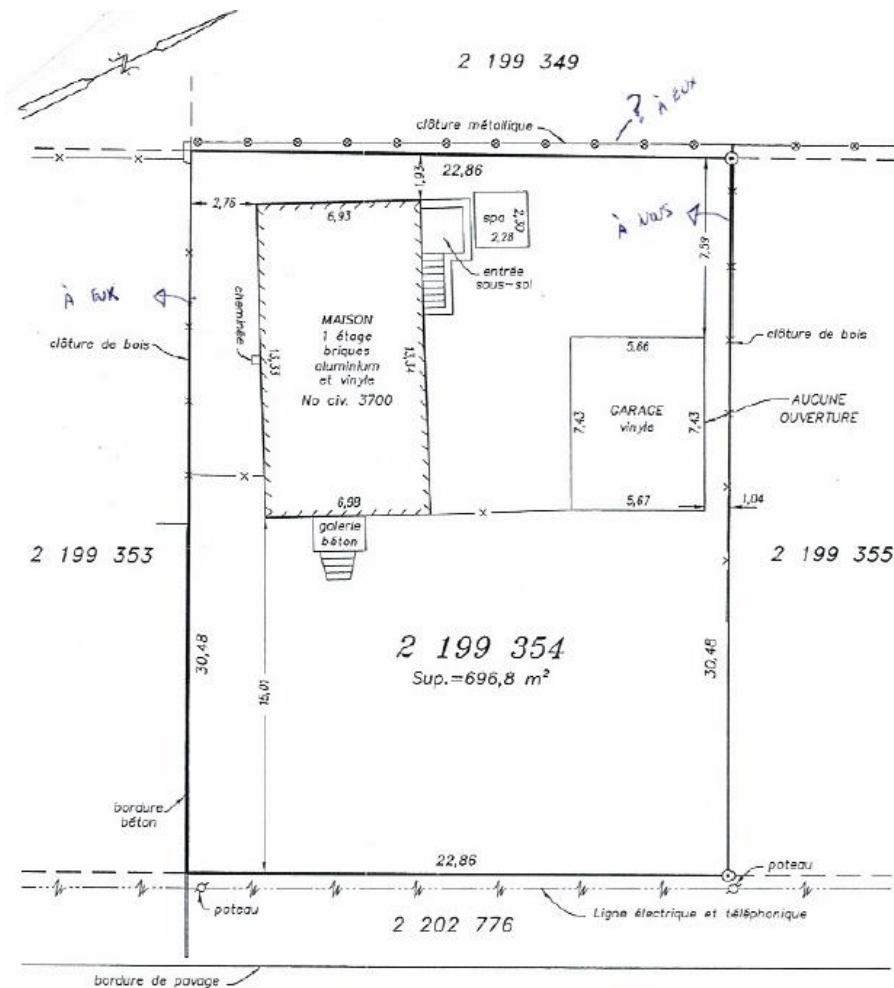 2 199 349
? À EUX
clôture métallique
22,86
1,93
2,76
6,93
spa
2,30
2,28
À NOUS
7,59
entrée
sous-sol
À EUX
cheminée
clôture de bois
MAISON
1 étage
briques
aluminium
et vinyle
No civ. 3700
13,33
13,34
clôture de bois
5,66
GARAGE
vinyle
7,43
7,43
AUCUNE
OUVERTURE
6,98
5,67
1,04
galerie
béton
2 199 353
2 199 355
2 199 354
Sup.=696,8 m²
30,48
30,48
15,01
bordure
béton
22,86
poteau
poteau
Ligne électrique et téléphonique
2 202 776
bordure de pavage